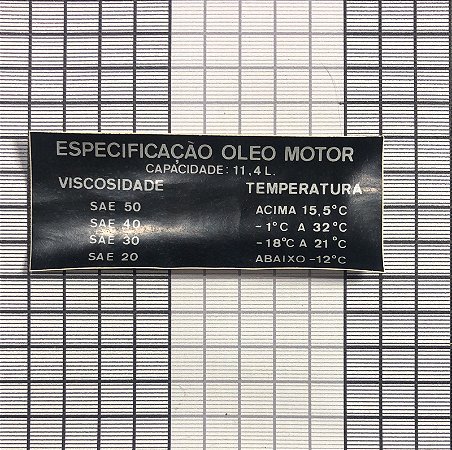 ESPECIFICAÇÃO OLEO MOTOR
CAPACIDADE: 11,4 L.
VISCOSIDADE TEMPERATURA
SAE 50 ACIMA 15,5°C
SAE 40 -1°C A 32°C
SAE 30 -18°C A 21°C
SAE 20 ABAIXO -12°C